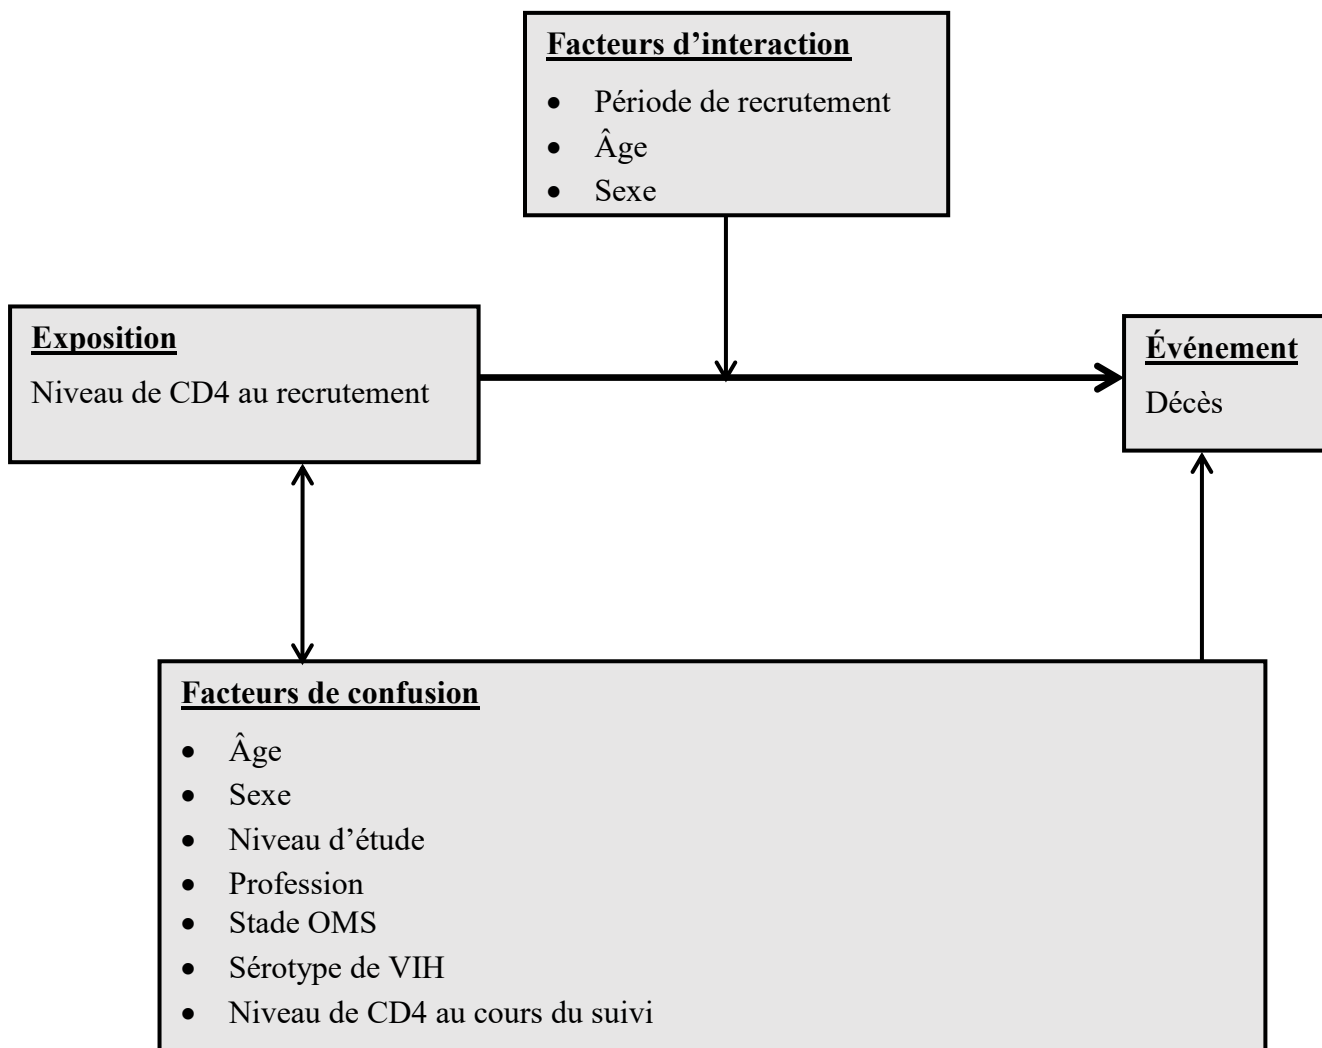 Facteurs d’interaction
• Période de recrutement
• Âge
• Sexe
Exposition
Niveau de CD4 au recrutement
Événement
Décès
Facteurs de confusion
• Âge
• Sexe
• Niveau d’étude
• Profession
• Stade OMS
• Sérotype de VIH
• Niveau de CD4 au cours du suivi